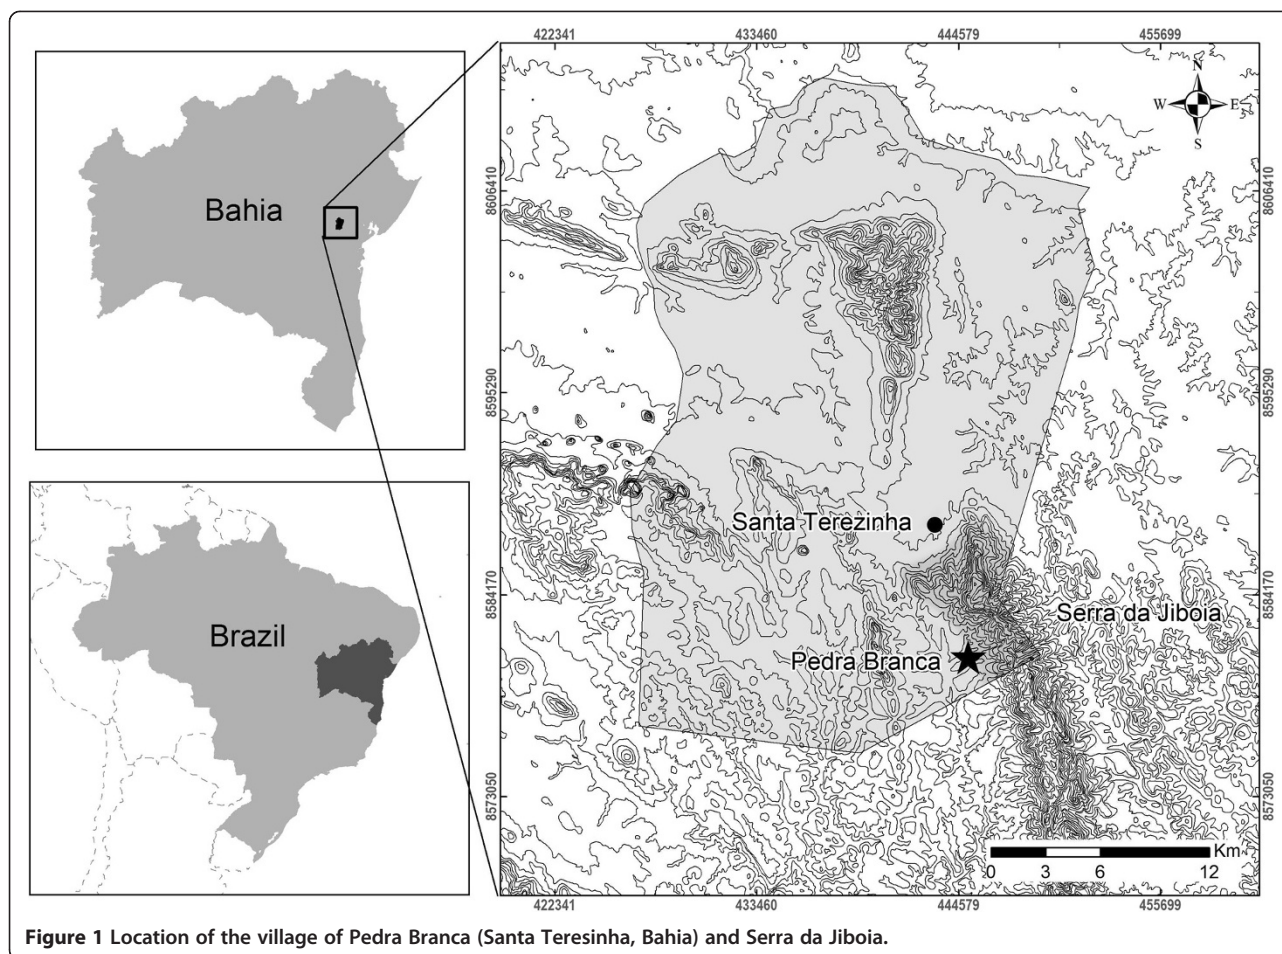 Bahia
Brazil
422341
433460
444579
455699
N
W
E
S
8606410
8606410
8595290
8595290
Santa Terezinha
8584170
8584170
Serra da Jiboia
Pedra Branca
8573050
8573050
Km
0
3
6
12
422341
433460
444579
455699
Figure 1 Location of the village of Pedra Branca (Santa Teresinha, Bahia) and Serra da Jiboia.